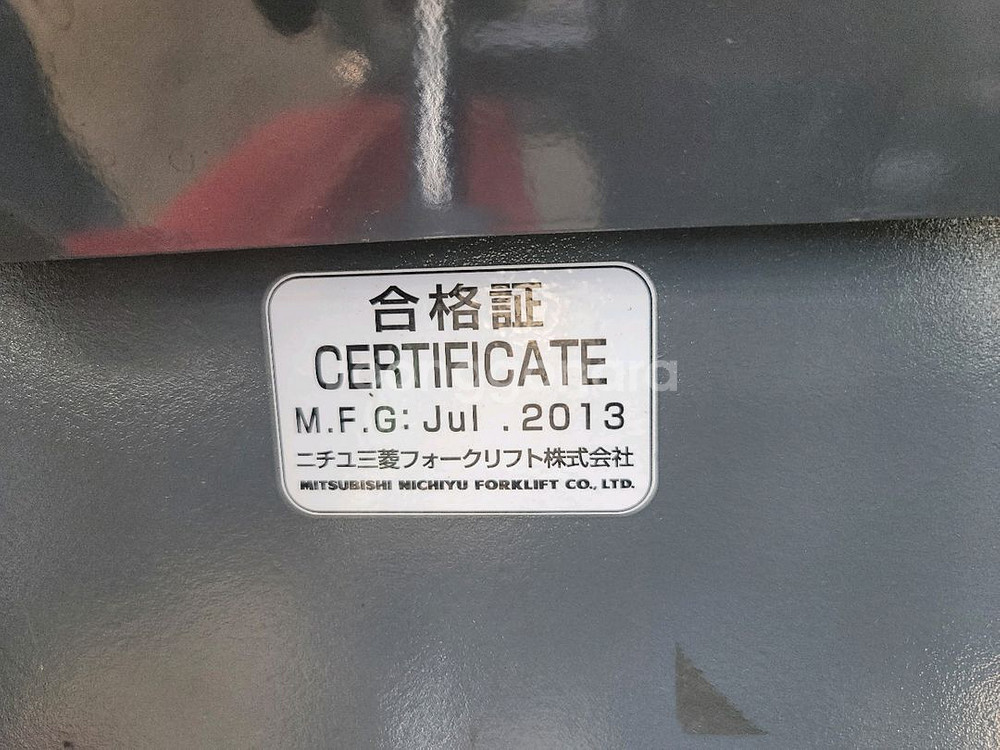 合格証
CERTIFICATE
M.F.G: Jul .2013
ニチユ三菱フォークリフト株式会社
MITSUBISHI NICHIYU FORKLIFT CO., LTD.